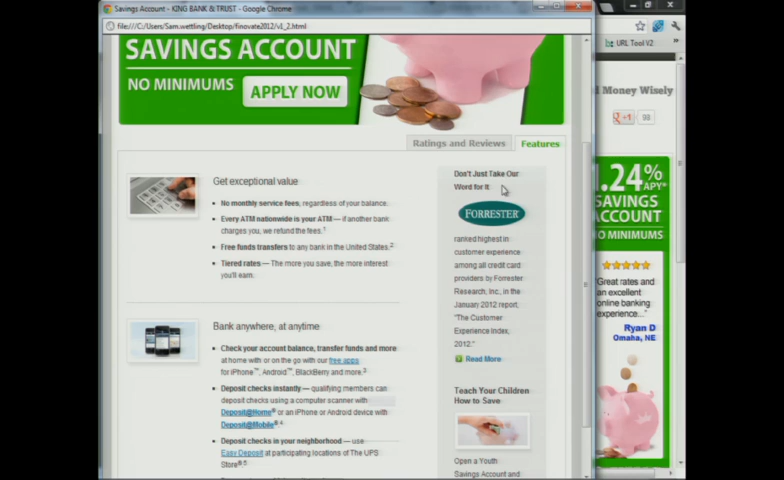 Savings Account - KING BANK & TRUST - Google Chrome
file:///C:/Users/Sam.wettling/Desktop/finovate2012/v1_2.html
URL Tool V2
SAVINGS ACCOUNT
NO MINIMUMS
APPLY NOW
d Money Wisely
+1
98
Ratings and Reviews
Features
Get exceptional value
No monthly service fees, regardless of your balance.
Every ATM nationwide is your ATM — if another bank
charges you, we refund the fees.1
Free funds transfers to any bank in the United States.2
Tiered rates — The more you save, the more interest
you'll earn.
Don't Just Take Our
Word for It
FORRESTER
ranked highest in
customer experience
among all credit card
providers by Forrester
Research, Inc., in the
January 2012 report,
"The Customer
Experience Index,
2012."
Read More
Bank anywhere, at anytime
Check your account balance, transfer funds and more
at home with or on the go with our free apps
for iPhone™, Android™, BlackBerry and more.3
Deposit checks instantly — qualifying members can
deposit checks using a computer scanner with
Deposit@Home® or an iPhone or Android device with
Deposit@Mobile®.4
Deposit checks in your neighborhood — use
Easy Deposit at participating locations of The UPS
Store®.5
Teach Your Children
How to Save
Open a Youth
Savings Account and
1.24%
APY*
SAVINGS
ACCOUNT
NO MINIMUMS
"Great rates and
an excellent
online banking
experience..."
Ryan D
Omaha, NE